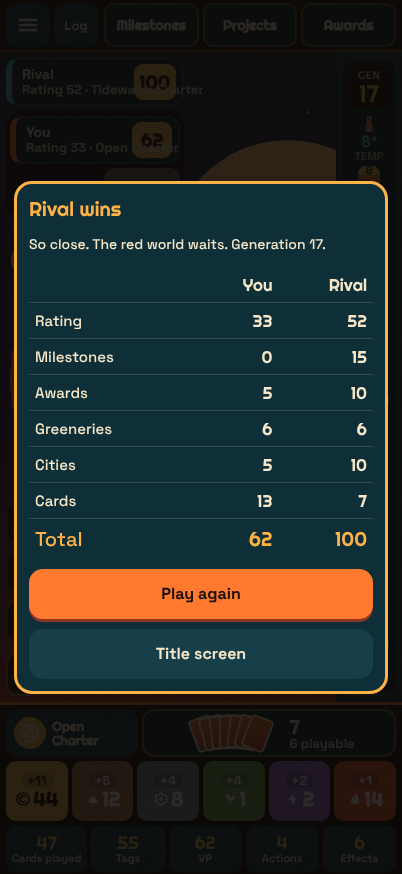 Log
Milestones
Projects
Awards
Rival
100
Rating 52 · Tidewater Charter
You
62
Rating 33 · Open Charter
GEN
17
8°
TEMP
Rival wins
So close. The red world waits. Generation 17.
You Rival
Rating 33 52
Milestones 0 15
Awards 5 10
Greeneries 6 6
Cities 5 10
Cards 13 7
Total 62 100
Play again
Title screen
Open
Charter
7
6 playable
+11 +5 +4 +4 +2 +1
44 12 8 1 2 14
47 55 62 4 6
Cards played Tags VP Actions Effects